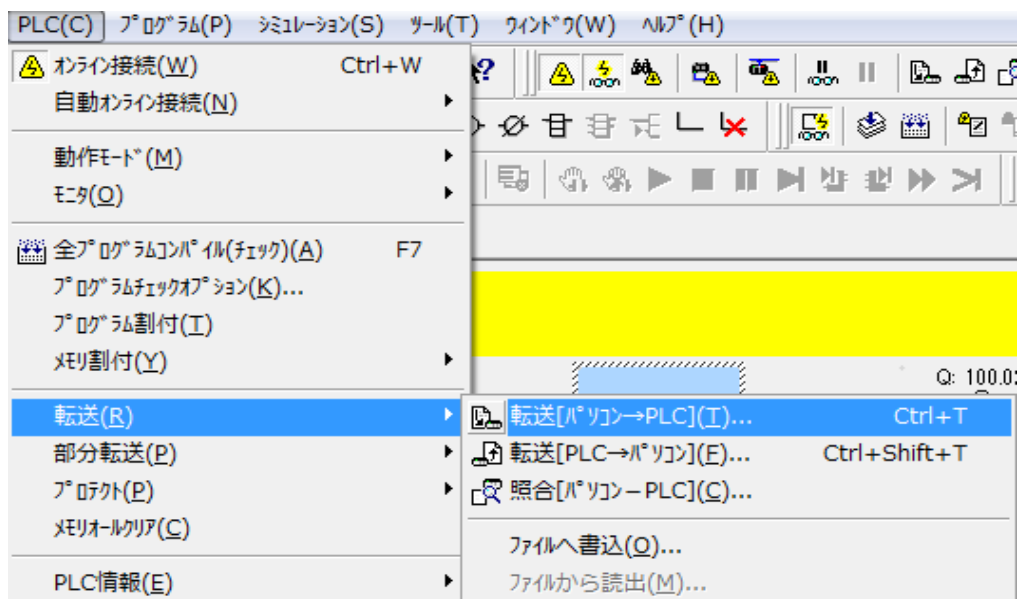 PLC(C) ﾌﾟﾛｸﾞﾗﾑ(P) ｼﾐｭﾚｰｼｮﾝ(S) ﾂｰﾙ(T) ｳｨﾝﾄﾞｳ(W) ﾍﾙﾌﾟ(H)
ｵﾝﾗｲﾝ接続(W) Ctrl+W
自動ｵﾝﾗｲﾝ接続(N)
動作ﾓｰﾄﾞ(M)
ﾓﾆﾀ(O)
全ﾌﾟﾛｸﾞﾗﾑｺﾝﾊﾟｲﾙ(ﾁｪｯｸ)(A) F7
ﾌﾟﾛｸﾞﾗﾑﾁｪｯｸｵﾌﾟｼｮﾝ(K)...
ﾌﾟﾛｸﾞﾗﾑ割付(T)
ﾒﾓﾘ割付(Y)
Q: 100.02
転送(R)
転送[ﾊﾟｿｺﾝ→PLC](T)... Ctrl+T
部分転送(P)
転送[PLC→ﾊﾟｿｺﾝ](F)... Ctrl+Shift+T
ﾌﾟﾛﾃｸﾄ(P)
照合[ﾊﾟｿｺﾝ－PLC](C)...
ﾒﾓﾘｵｰﾙｸﾘｱ(C)
ﾌｧｲﾙへ書込(O)...
PLC情報(E)
ﾌｧｲﾙから読出(M)...